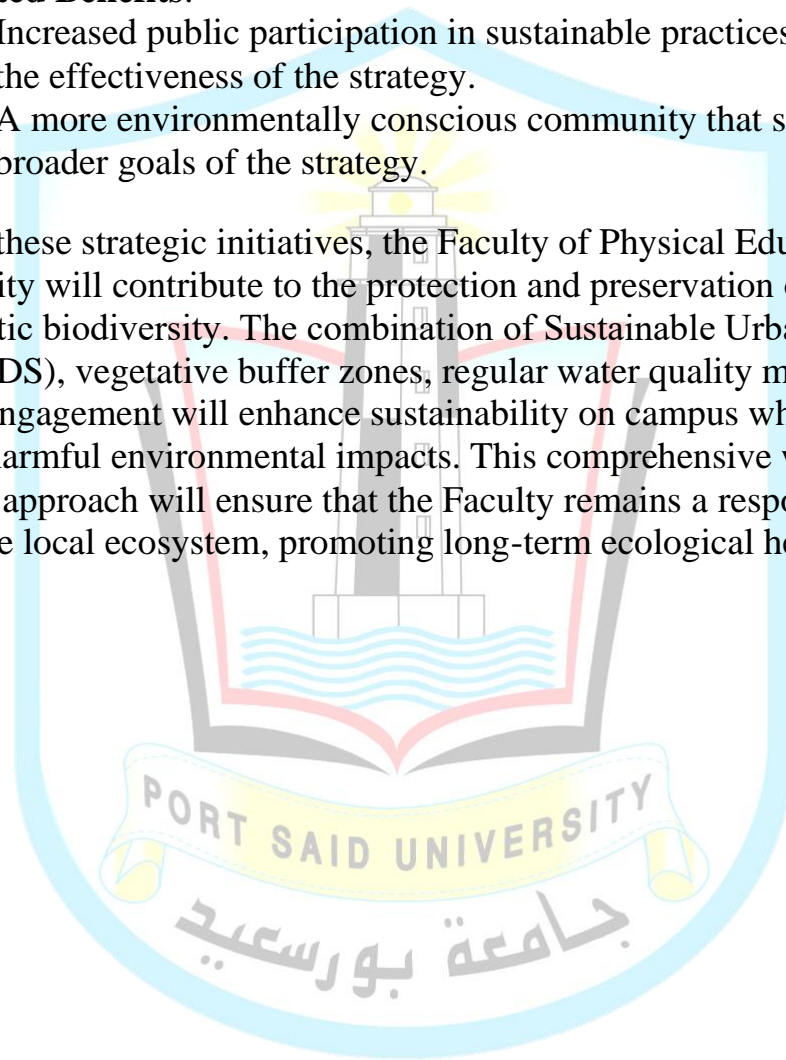 ted Benefits:
Increased public participation in sustainable practices
the effectiveness of the strategy.
A more environmentally conscious community that s
broader goals of the strategy.
these strategic initiatives, the Faculty of Physical Edu
ity will contribute to the protection and preservation
tic biodiversity. The combination of Sustainable Urba
DS), vegetative buffer zones, regular water quality m
ngagement will enhance sustainability on campus wh
armful environmental impacts. This comprehensive
approach will ensure that the Faculty remains a respo
e local ecosystem, promoting long-term ecological he
PORT SAID UNIVERSITY
جامعة بورسعيد